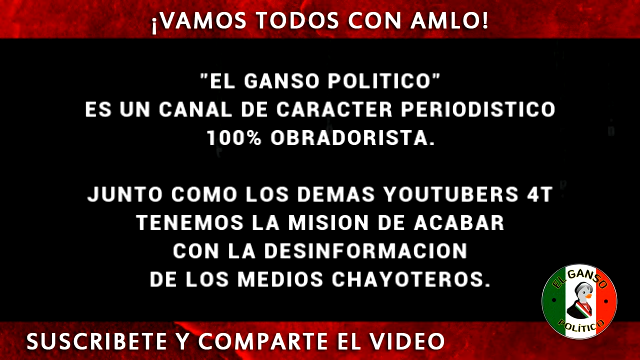 ¡VAMOS TODOS CON AMLO!
"EL GANSO POLITICO"
ES UN CANAL DE CARACTER PERIODISTICO
100% OBRADORISTA.
JUNTO COMO LOS DEMAS YOUTUBERS 4T
TENEMOS LA MISION DE ACABAR
CON LA DESINFORMACION
DE LOS MEDIOS CHAYOTEROS.
EL GANSO
POLÍTICO
SUSCRIBETE Y COMPARTE EL VIDEO